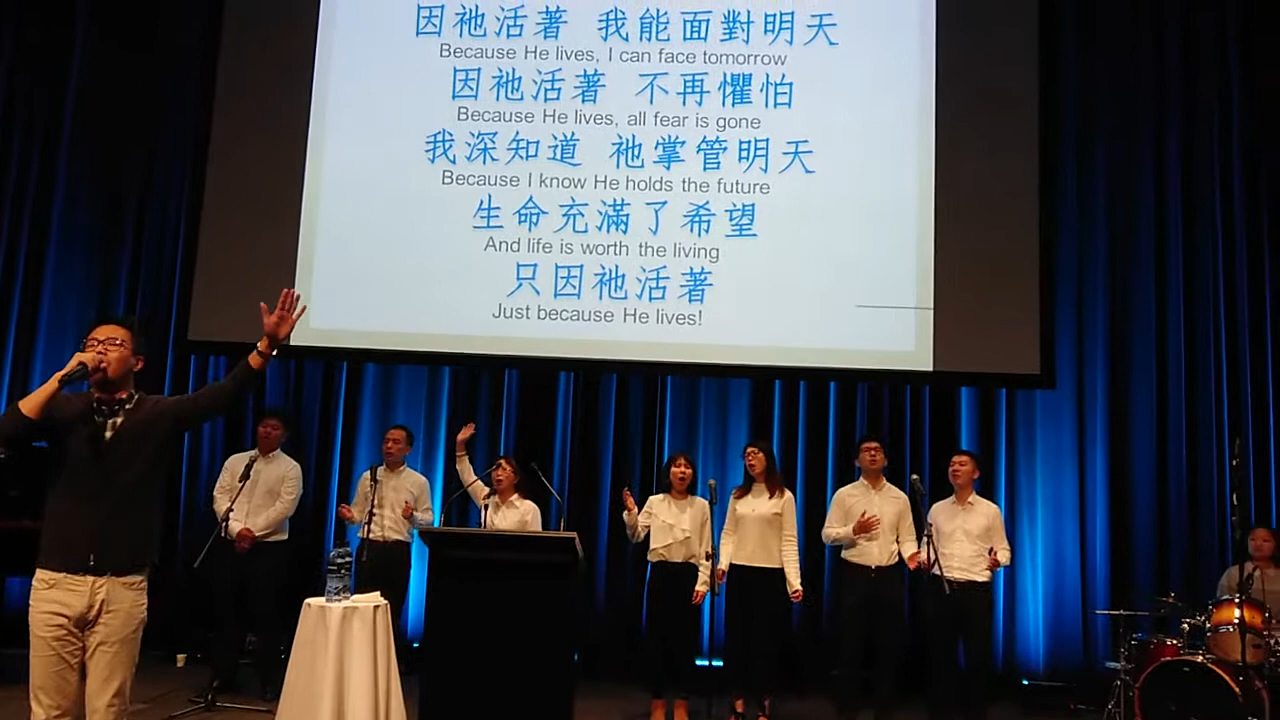 因祂活著 我能面對明天
Because He lives, I can face tomorrow
因祂活著 不再懼怕
Because He lives, all fear is gone
我深知道 祂掌管明天
Because I know He holds the future
生命充滿了希望
And life is worth the living
只因祂活著
Just because He lives!